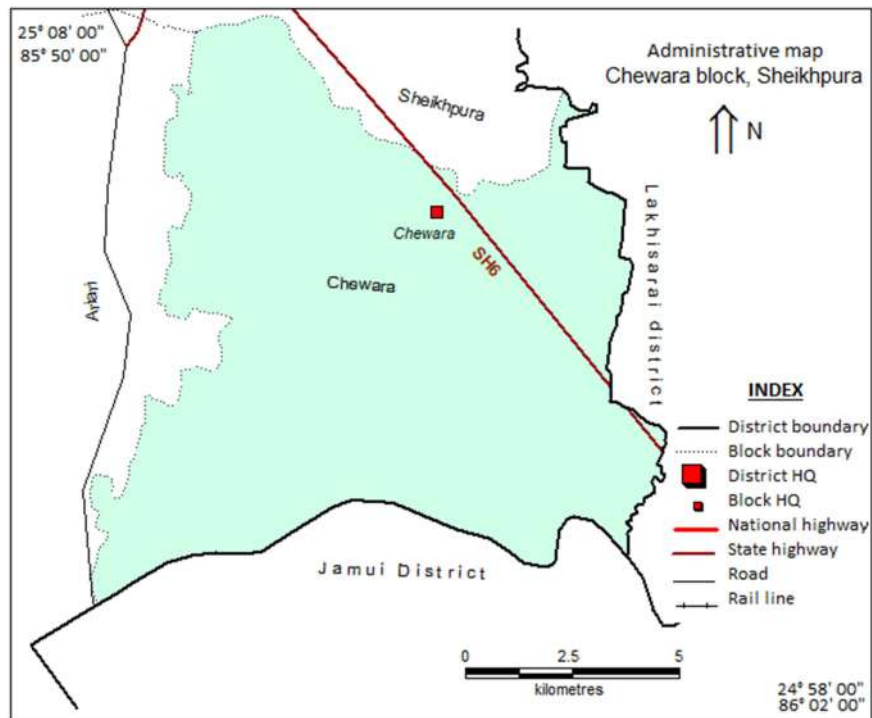 25° 08' 00"
85° 50' 00"
Administrative map
Chewara block, Sheikhpura
N
Sheikhpura
Chewara
SH6
Chewara
Ariari
Lakhisarai district
Jamui District
INDEX
District boundary
Block boundary
District HQ
Block HQ
National highway
State highway
Road
Rail line
0 2.5 5
kilometres
24° 58' 00"
86° 02' 00"